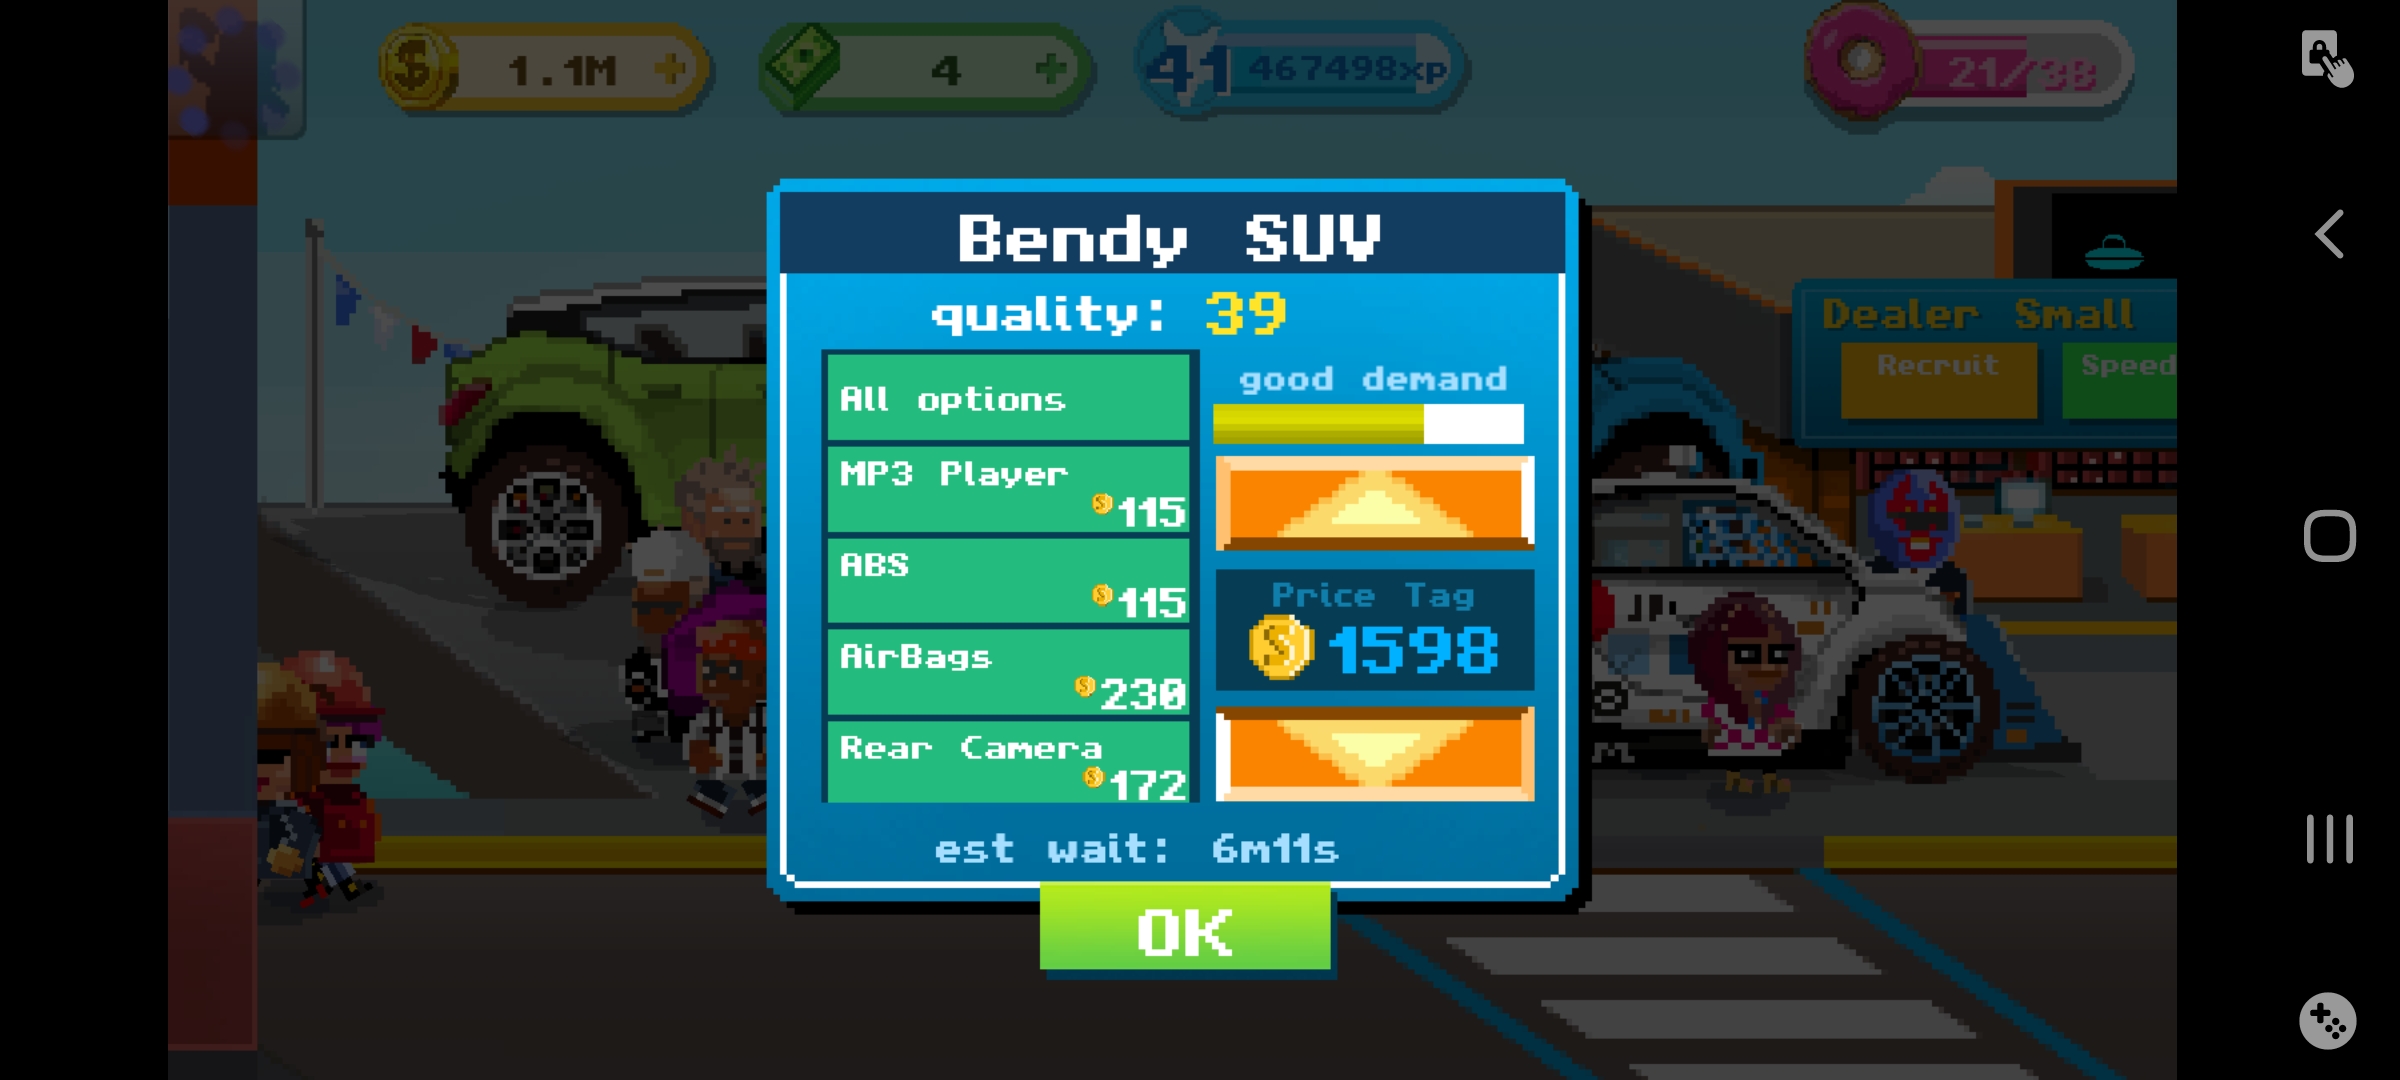 1.1M
4
41
467498xp
21/38
Bendy SUV
quality: 39
All options
MP3 Player
115
ABS
115
AirBags
230
Rear Camera
172
good demand
Price Tag
1598
est wait: 6m11s
OK
Dealer Small
Recruit
Speed